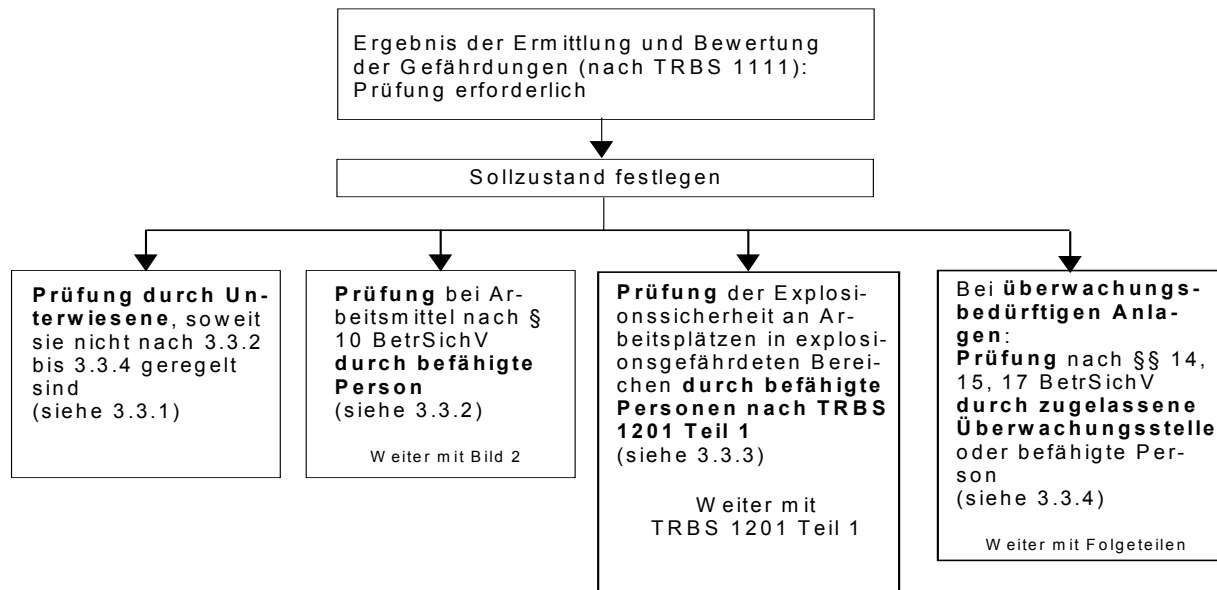 Ergebnis der Ermittlung und Bewertung
der Gefährdungen (nach TRBS 1111):
Prüfung erforderlich
Sollzustand festlegen
Prüfung durch Un-
terwiesene, soweit
sie nicht nach 3.3.2
bis 3.3.4 geregelt
sind
(siehe 3.3.1)
Prüfung bei Ar-
beitsmittel nach §
10 BetrSichV
durch befähigte
Person
(siehe 3.3.2)
Weiter mit Bild 2
Prüfung der Explosi-
onssicherheit an Ar-
beitsplätzen in explosi-
onsgefährdeten Berei-
chen durch befähigte
Personen nach TRBS
1201 Teil 1
(siehe 3.3.3)
Weiter mit
TRBS 1201 Teil 1
Bei überwachungs-
bedürftigen Anla-
gen:
Prüfung nach §§ 14,
15, 17 BetrSichV
durch zugelassene
Überwachungsstelle
oder befähigte Per-
son
(siehe 3.3.4)
Weiter mit Folgeteilen